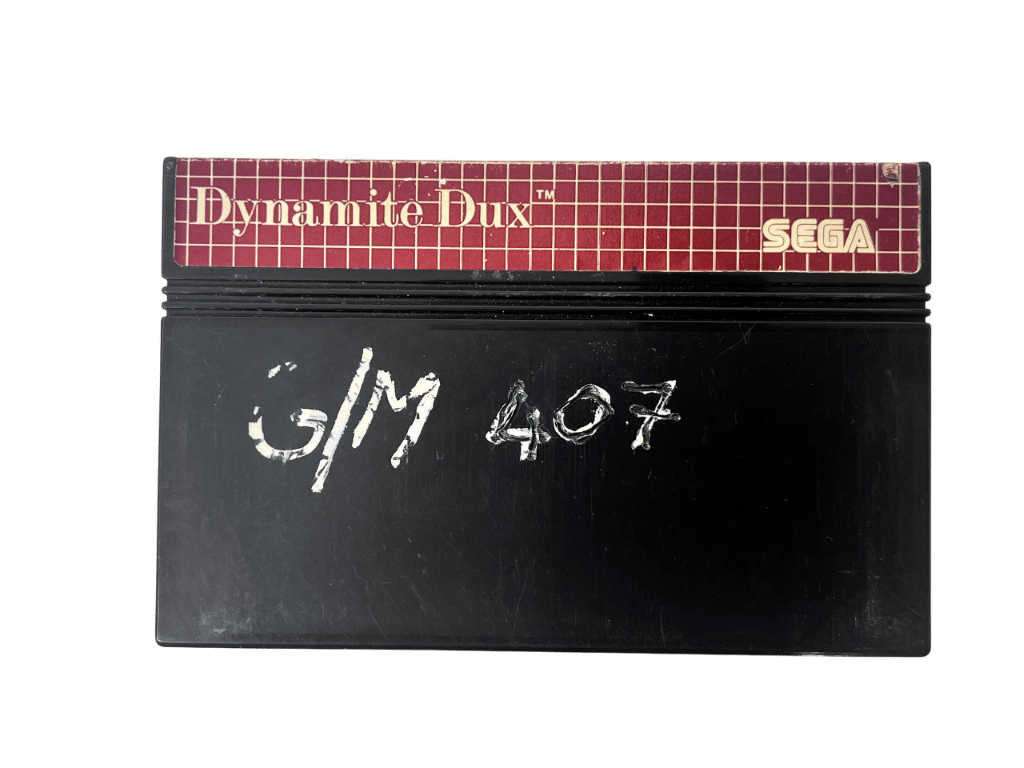 Dynamite Dux™
SEGA
G/M 407